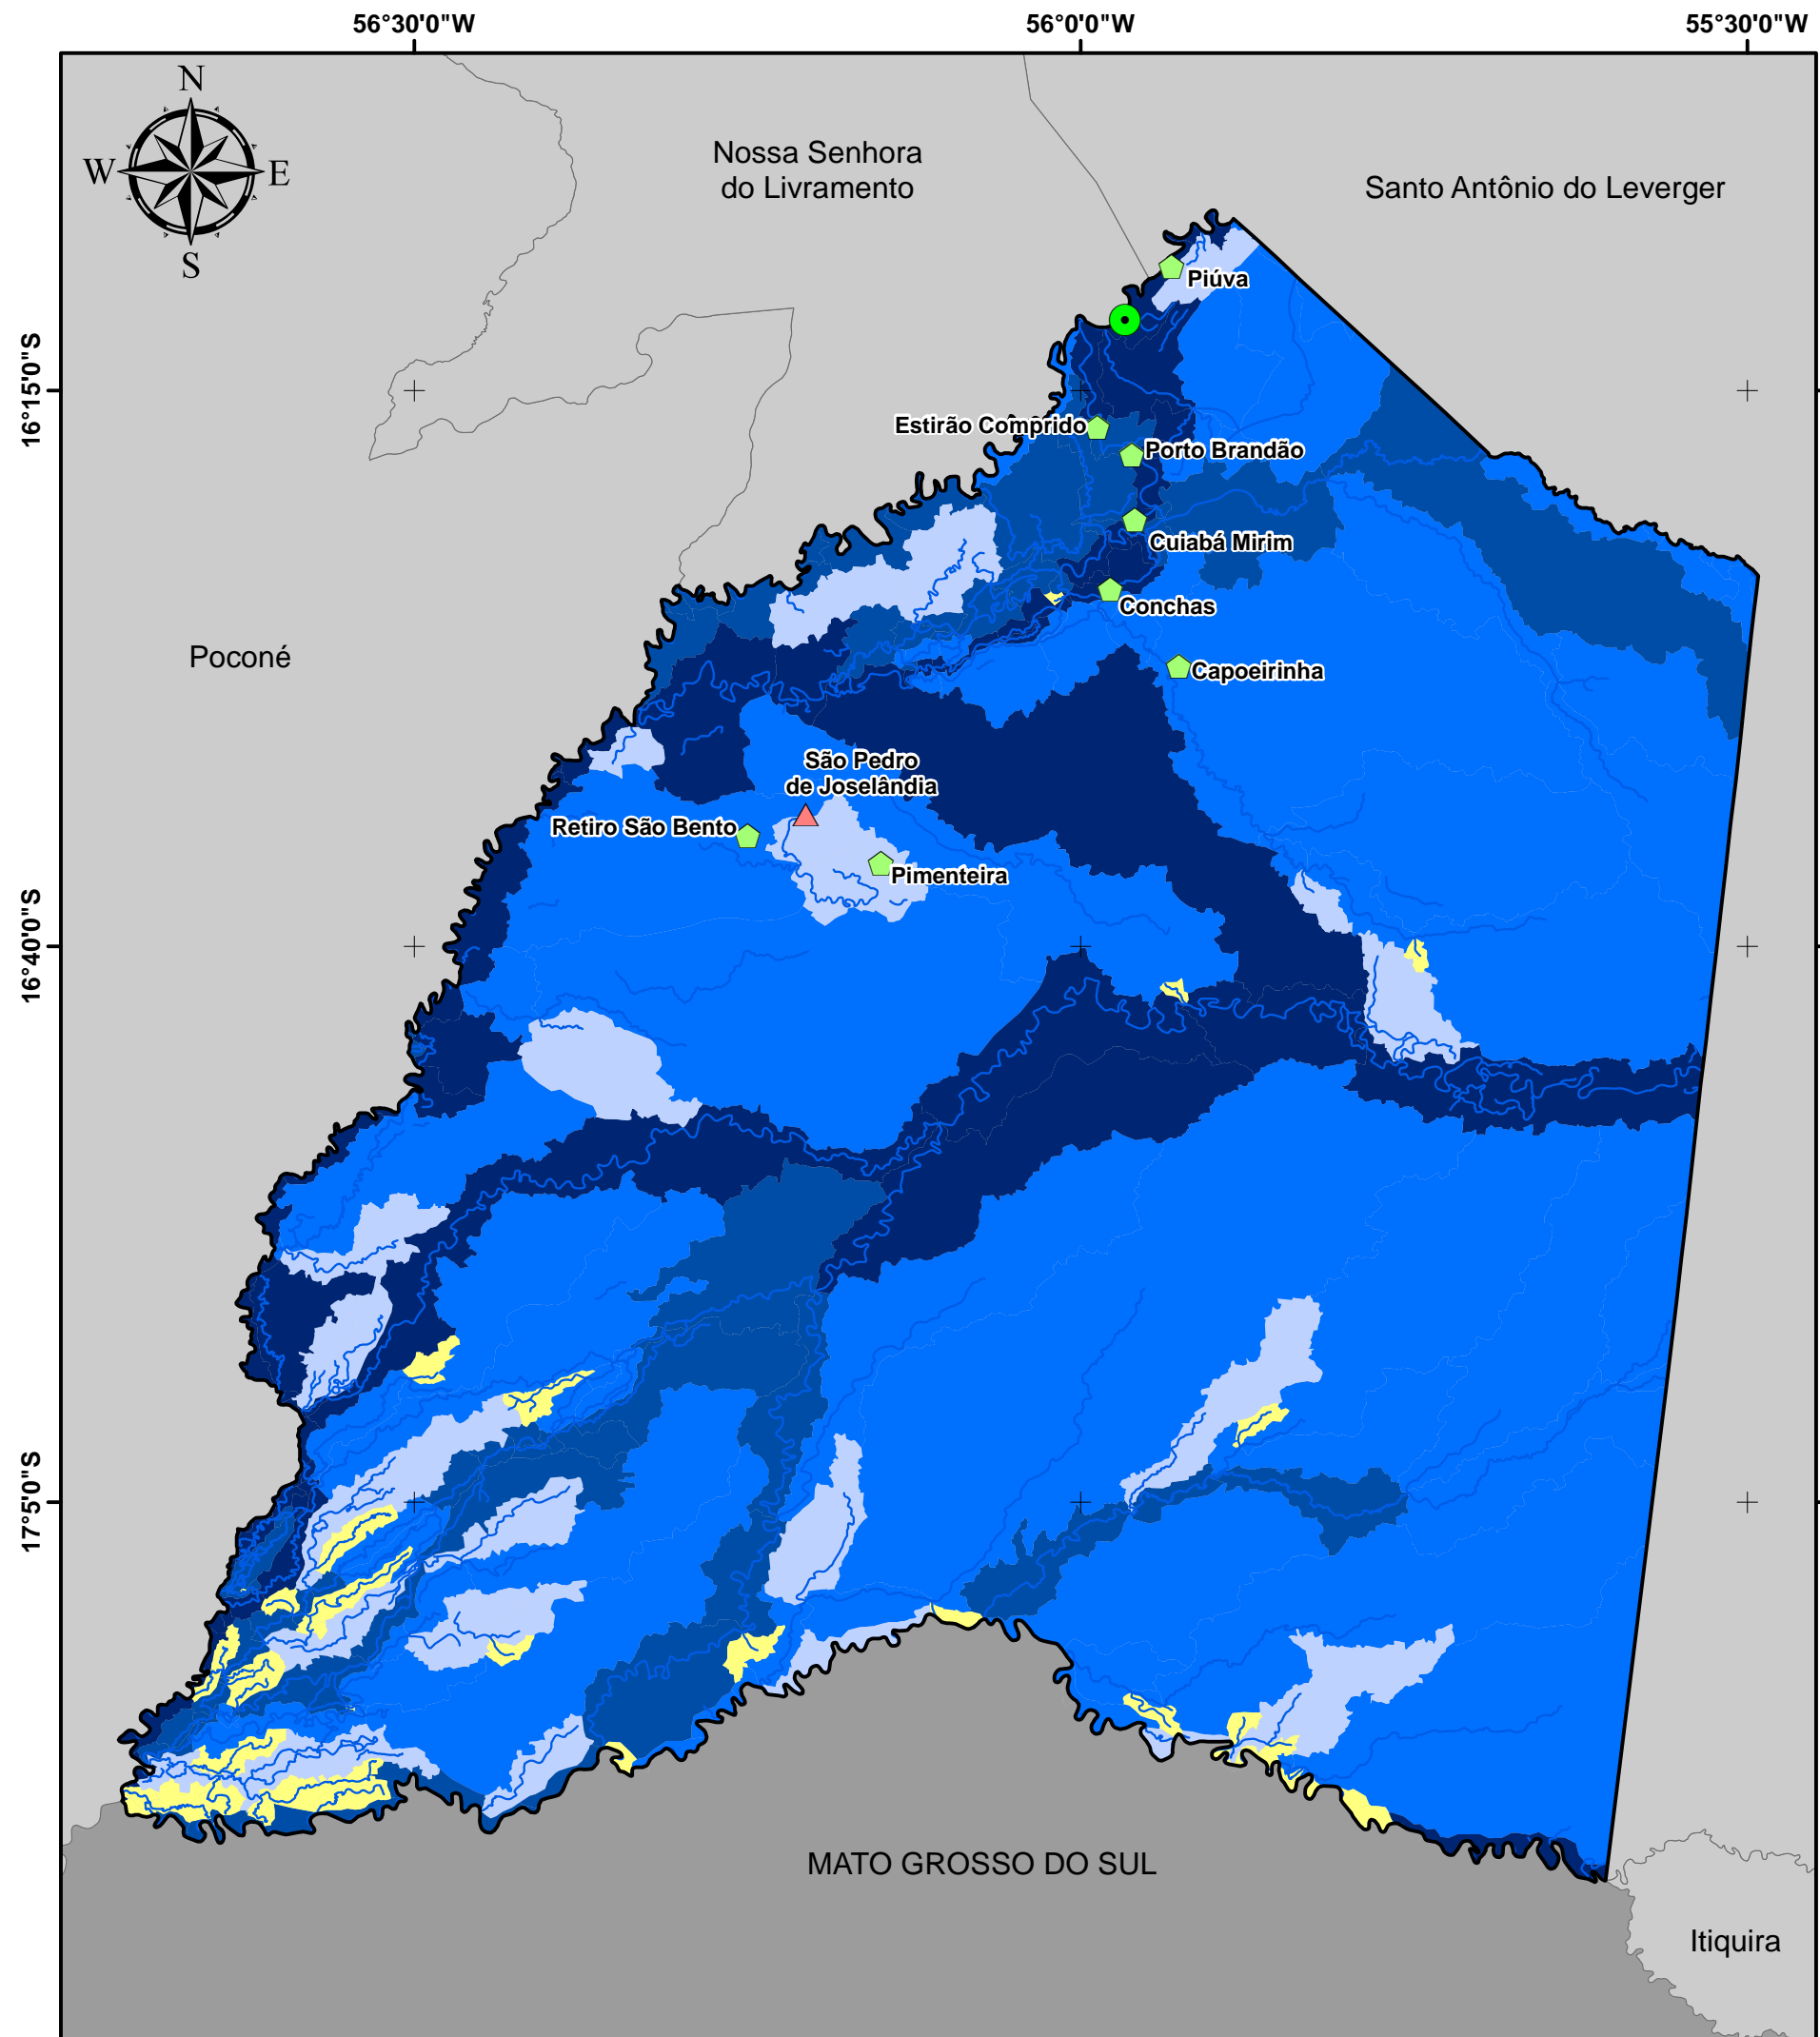 56°30'0"W
56°0'0"W
55°30'0"W
N
W
E
S
Nossa Senhora
do Livramento
Santo Antônio do Leverger
Piúva
16°15'0"S
Estirão Comprido
Porto Brandão
Cuiabá Mirim
Conchas
Poconé
Capoeirinha
São Pedro
de Joselândia
Retiro São Bento
Pimenteira
16°40'0"S
17°5'0"S
MATO GROSSO DO SUL
Itiquira